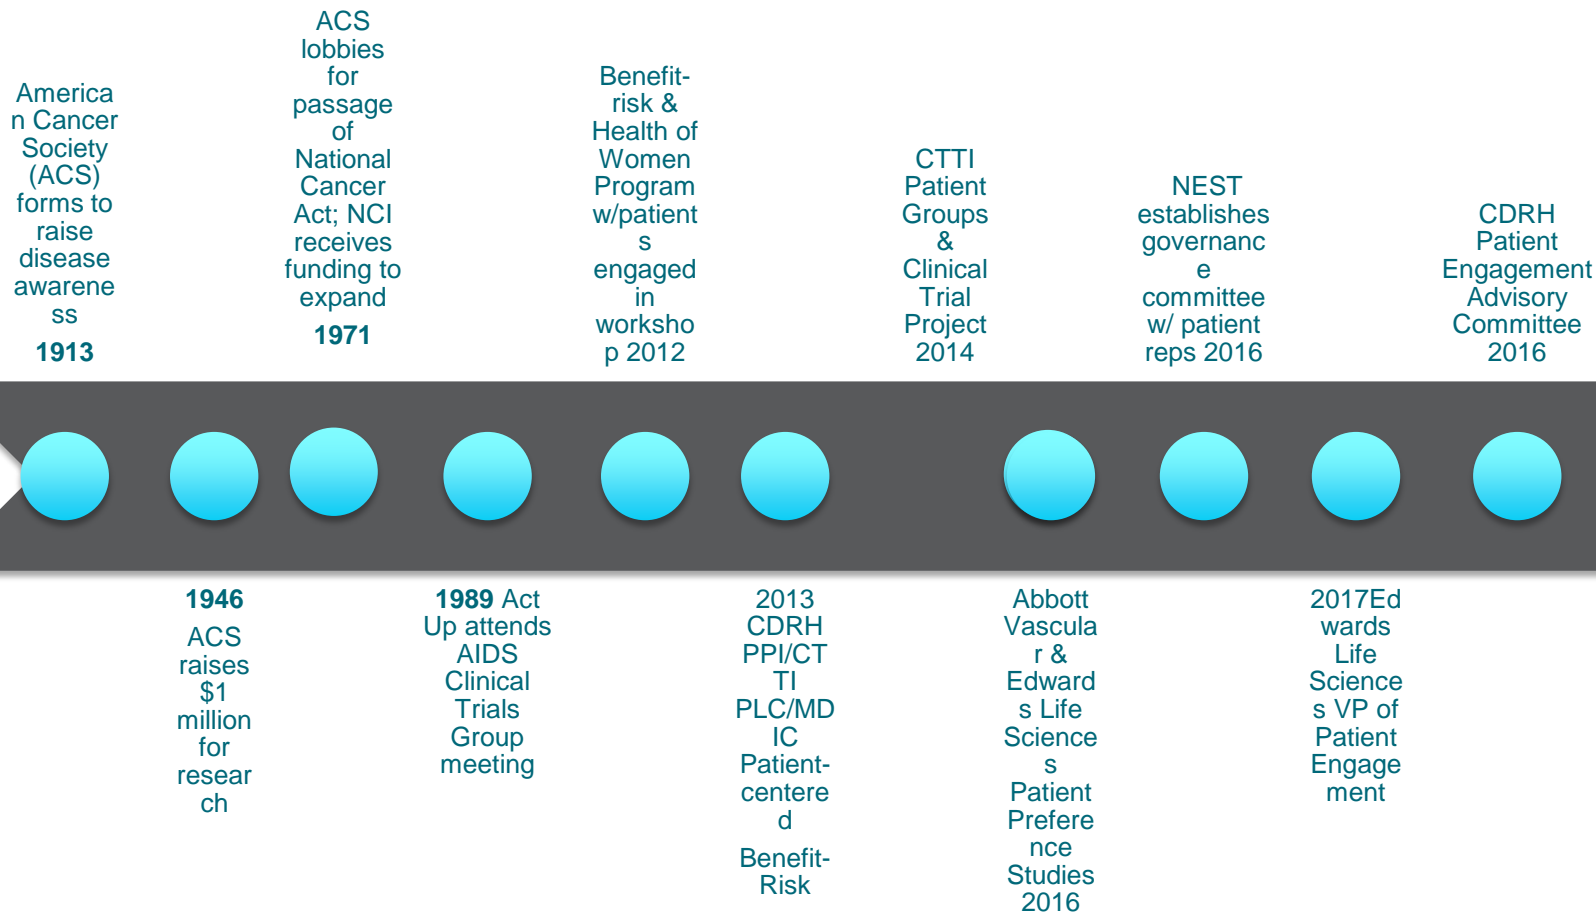 America
n Cancer
Society
(ACS)
forms to
raise
disease
awarene
ss
1913
ACS
lobbies
for
passage
of
National
Cancer
Act; NCI
receives
funding to
expand
1971
Benefit-
risk &
Health of
Women
Program
w/patient
s
engaged
in
worksho
p 2012
CTTI
Patient
Groups
&
Clinical
Trial
Project
2014
NEST
establishes
governanc
e
committee
w/ patient
reps 2016
CDRH
Patient
Engagement
Advisory
Committee
2016
1946
ACS
raises
$1
million
for
resear
ch
1989 Act
Up attends
AIDS
Clinical
Trials
Group
meeting
2013
CDRH
PPI/CT
TI
PLC/MD
IC
Patient-
centere
d
Benefit-
Risk
Abbott
Vascula
r &
Edward
s Life
Science
s
Patient
Prefere
nce
Studies
2016
2017Ed
wards
Life
Science
s VP of
Patient
Engage
ment